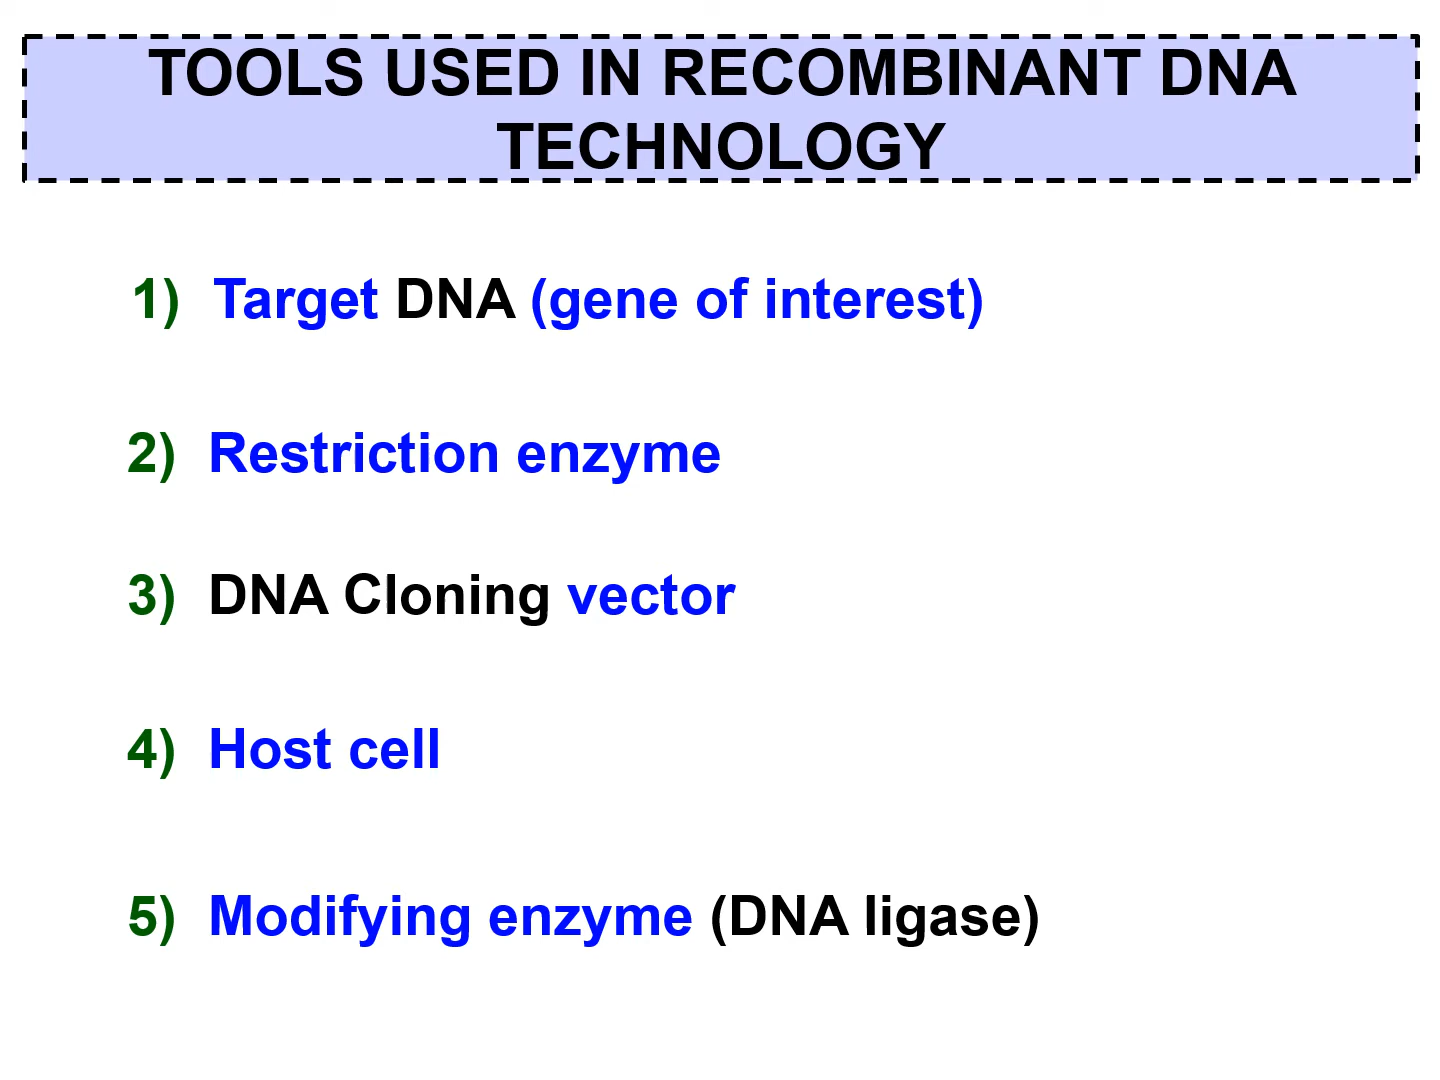 TOOLS USED IN RECOMBINANT DNA
TECHNOLOGY
1) Target DNA (gene of interest)
2) Restriction enzyme
3) DNA Cloning vector
4) Host cell
5) Modifying enzyme (DNA ligase)